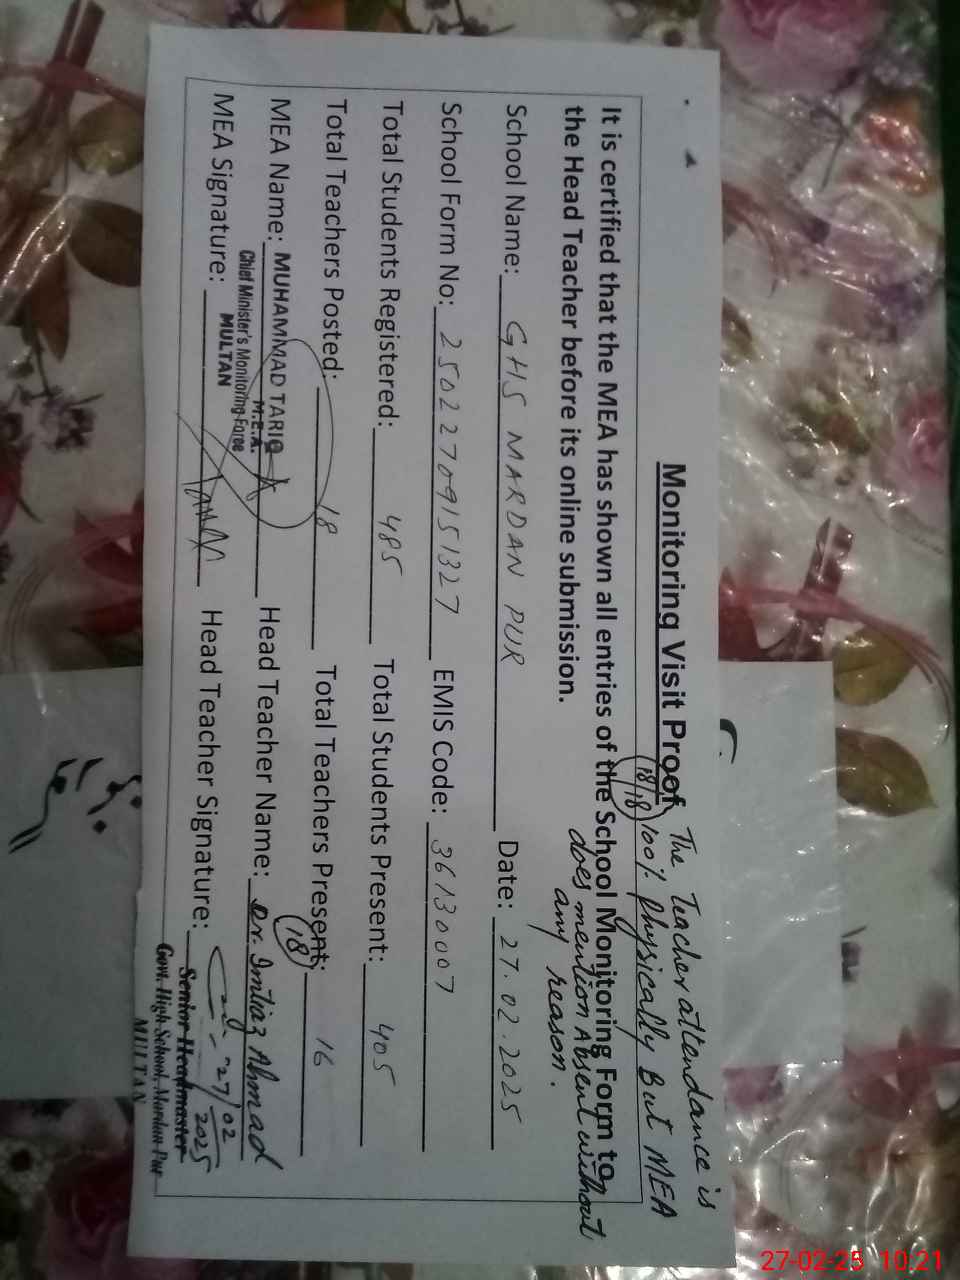 The Teacher attendance is
18/18 100% physically But MEA
does mention Absent without
any reason.
Monitoring Visit Proof
It is certified that the MEA has shown all entries of the School Monitoring Form to
the Head Teacher before its online submission.
School Name: GHS MARDAN PUR Date: 27.02.2025
School Form No: 25022709151327 EMIS Code: 36130007
Total Students Registered: 485 Total Students Present: 405
Total Teachers Posted: 18 Total Teachers Present: 16
18
MEA Name: MUHAMMAD TARIQ Head Teacher Name: Dr. Imtiaz Ahmad
M.E.A.
Chief Minister's Monitoring Force
MULTAN
MEA Signature: Head Teacher Signature: 27/02
2025
Senior Headmaster
Govt. High School, Mardan Pur
MULTAN
27-02-25 10:21